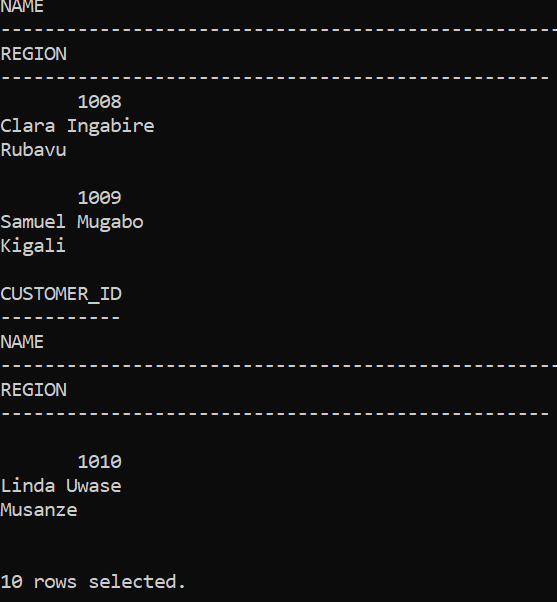 NAME
--------------------------------------------------
REGION
--------------------------------------------------
1008
Clara Ingabire
Rubavu
1009
Samuel Mugabo
Kigali
CUSTOMER_ID
-----------
NAME
--------------------------------------------------
REGION
--------------------------------------------------
1010
Linda Uwase
Musanze
10 rows selected.